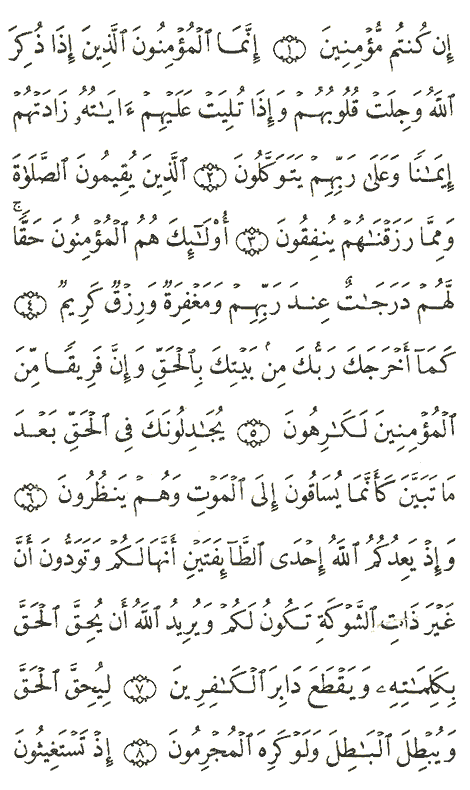 إِن كُنتُم مُّؤْمِنِينَ ۝١ إِنَّمَا ٱلْمُؤْمِنُونَ ٱلَّذِينَ إِذَا ذُكِرَ
ٱللَّهُ وَجِلَتْ قُلُوبُهُمْ وَإِذَا تُلِيَتْ عَلَيْهِمْ ءَايَـٰتُهُۥ زَادَتْهُمْ
إِيمَـٰنًا وَعَلَىٰ رَبِّهِمْ يَتَوَكَّلُونَ ۝٢ ٱلَّذِينَ يُقِيمُونَ ٱلصَّلَوٰةَ
وَمِمَّا رَزَقْنَـٰهُمْ يُنفِقُونَ ۝٣ أُو۟لَـٰٓئِكَ هُمُ ٱلْمُؤْمِنُونَ حَقًّا ۚ
لَّهُمْ دَرَجَـٰتٌ عِندَ رَبِّهِمْ وَمَغْفِرَةٌ وَرِزْقٌ كَرِيمٌ ۝٤
كَمَآ أَخْرَجَكَ رَبُّكَ مِنۢ بَيْتِكَ بِٱلْحَقِّ وَإِنَّ فَرِيقًا مِّنَ
ٱلْمُؤْمِنِينَ لَكَـٰرِهُونَ ۝٥ يُجَـٰدِلُونَكَ فِى ٱلْحَقِّ بَعْدَ
مَا تَبَيَّنَ كَأَنَّمَا يُسَاقُونَ إِلَى ٱلْمَوْتِ وَهُمْ يَنظُرُونَ ۝٦
وَإِذْ يَعِدُكُمُ ٱللَّهُ إِحْدَى ٱلطَّآئِفَتَيْنِ أَنَّهَا لَكُمْ وَتَوَدُّونَ أَنَّ
غَيْرَ ذَاتِ ٱلشَّوْكَةِ تَكُونُ لَكُمْ وَيُرِيدُ ٱللَّهُ أَن يُحِقَّ ٱلْحَقَّ
بِكَلِمَـٰتِهِۦ وَيَقْطَعَ دَابِرَ ٱلْكَـٰفِرِينَ ۝٧ لِيُحِقَّ ٱلْحَقَّ
وَيُبْطِلَ ٱلْبَـٰطِلَ وَلَوْ كَرِهَ ٱلْمُجْرِمُونَ ۝٨ إِذْ تَسْتَغِيثُونَ